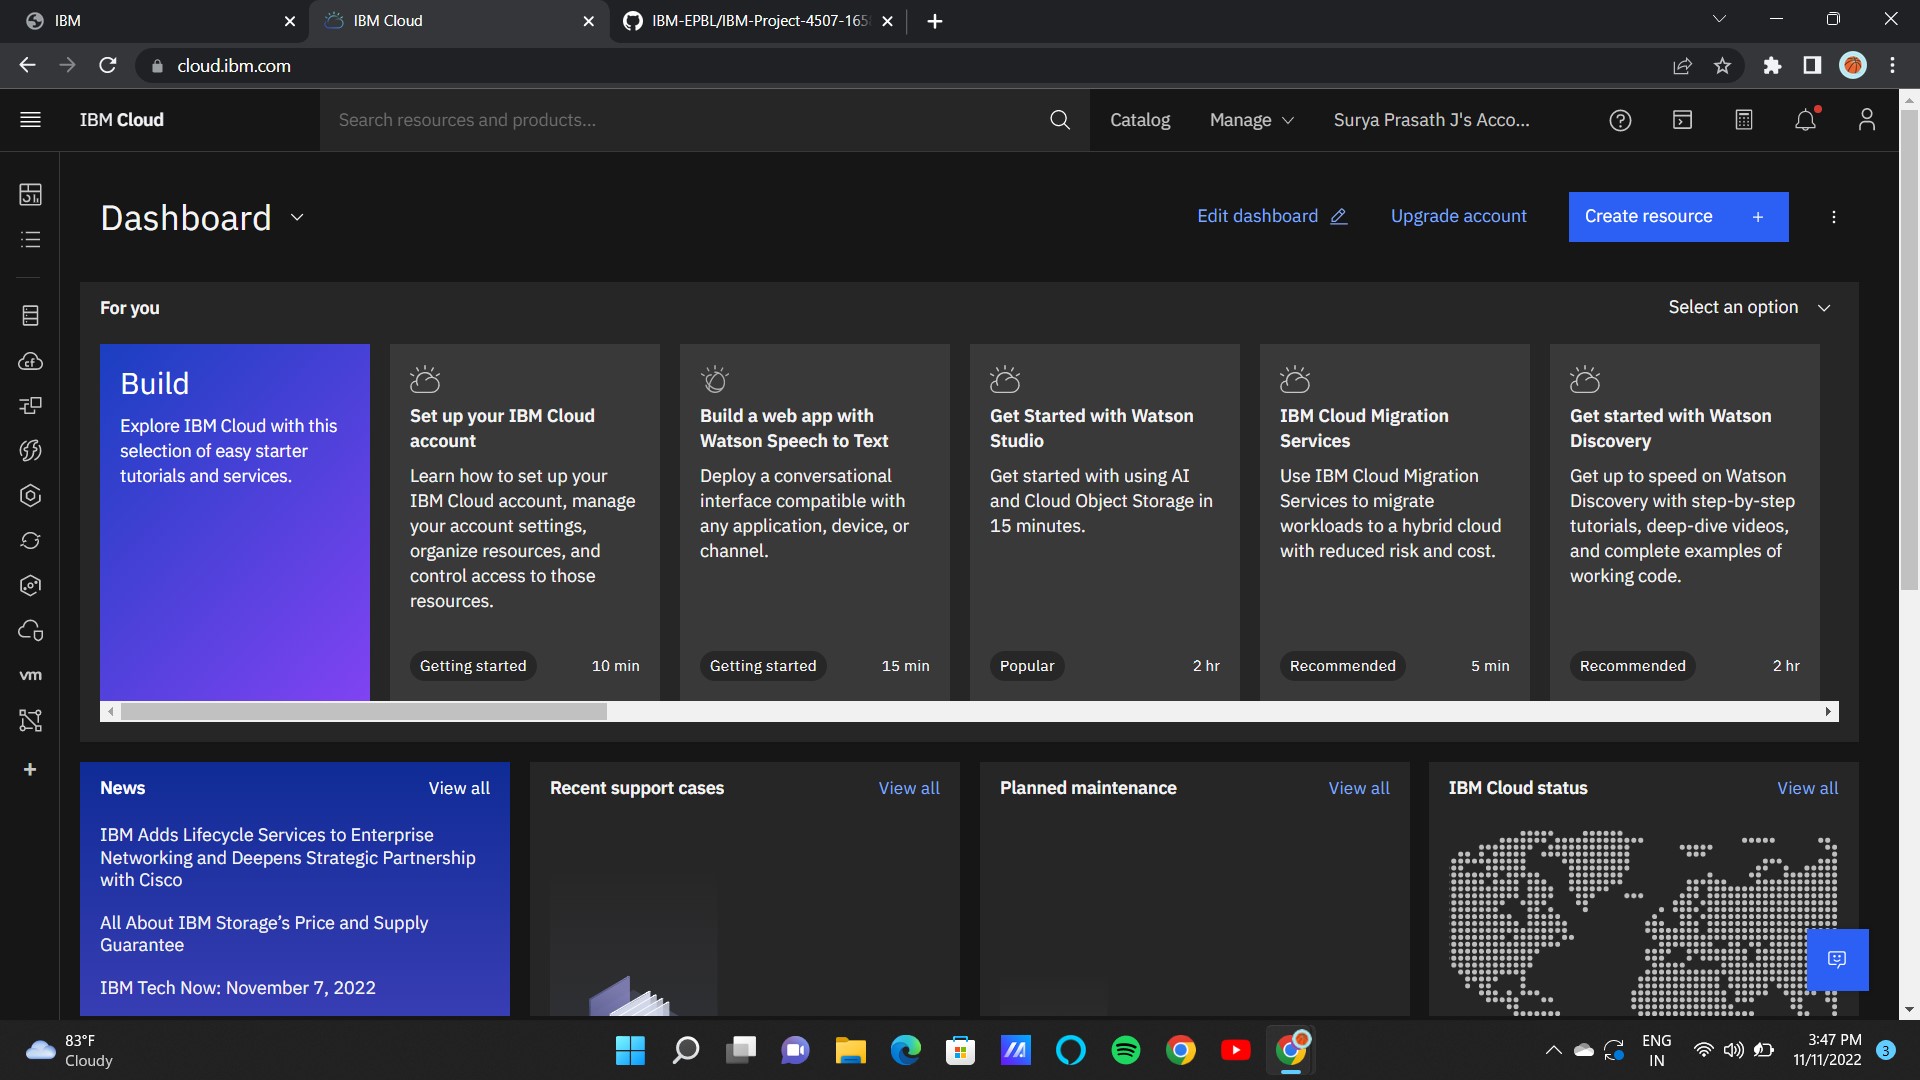 IBM
IBM Cloud
IBM-EPBL/IBM-Project-4507-165
cloud.ibm.com
IBM Cloud
Search resources and products...
Catalog
Manage
Surya Prasath J's Acco...
Dashboard
Edit dashboard
Upgrade account
Create resource +
For you
Select an option
Build
Explore IBM Cloud with this
selection of easy starter
tutorials and services.
Set up your IBM Cloud
account
Learn how to set up your
IBM Cloud account, manage
your account settings,
organize resources, and
control access to those
resources.
Getting started 10 min
Build a web app with
Watson Speech to Text
Deploy a conversational
interface compatible with
any application, device, or
channel.
Getting started 15 min
Get Started with Watson
Studio
Get started with using AI
and Cloud Object Storage in
15 minutes.
Popular 2 hr
IBM Cloud Migration
Services
Use IBM Cloud Migration
Services to migrate
workloads to a hybrid cloud
with reduced risk and cost.
Recommended 5 min
Get started with Watson
Discovery
Get up to speed on Watson
Discovery with step-by-step
tutorials, deep-dive videos,
and complete examples of
working code.
Recommended 2 hr
cf
vm
News View all
IBM Adds Lifecycle Services to Enterprise
Networking and Deepens Strategic Partnership
with Cisco
All About IBM Storage’s Price and Supply
Guarantee
IBM Tech Now: November 7, 2022
Recent support cases View all
Planned maintenance View all
IBM Cloud status View all
83°F
Cloudy
ENG
IN
3:47 PM
11/11/2022
3